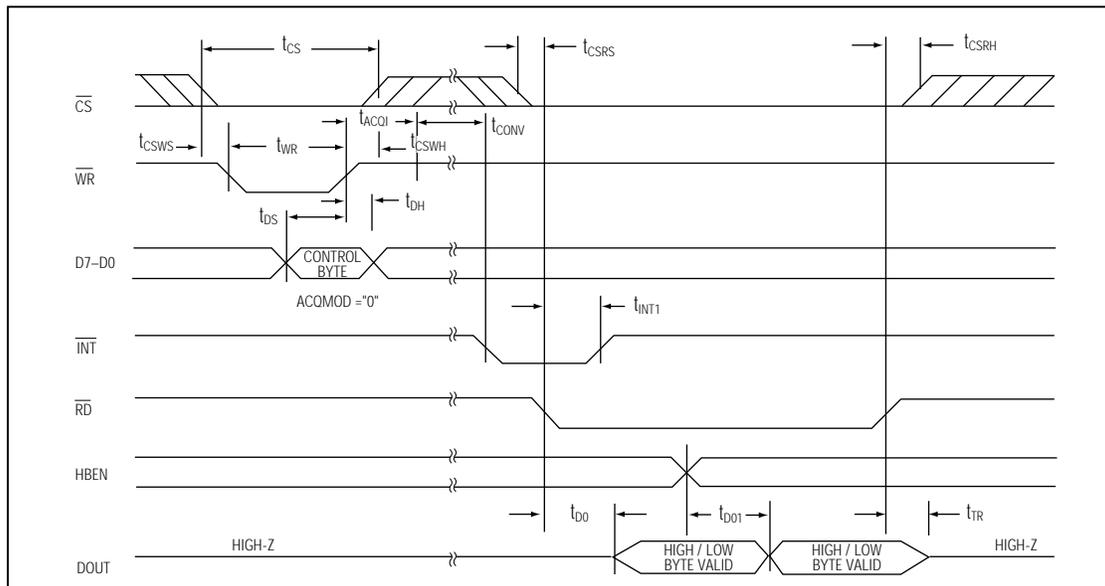 tCS
tCSRS
tCSRH
CS
tACQI
tCONV
tCSWS
tWR
tCSWH
WR
tDS
tDH
D7–D0
CONTROL
BYTE
ACQMOD ="0"
tINT1
INT
RD
HBEN
tD0
tD01
tTR
HIGH-Z
HIGH / LOW
BYTE VALID
HIGH / LOW
BYTE VALID
HIGH-Z
DOUT